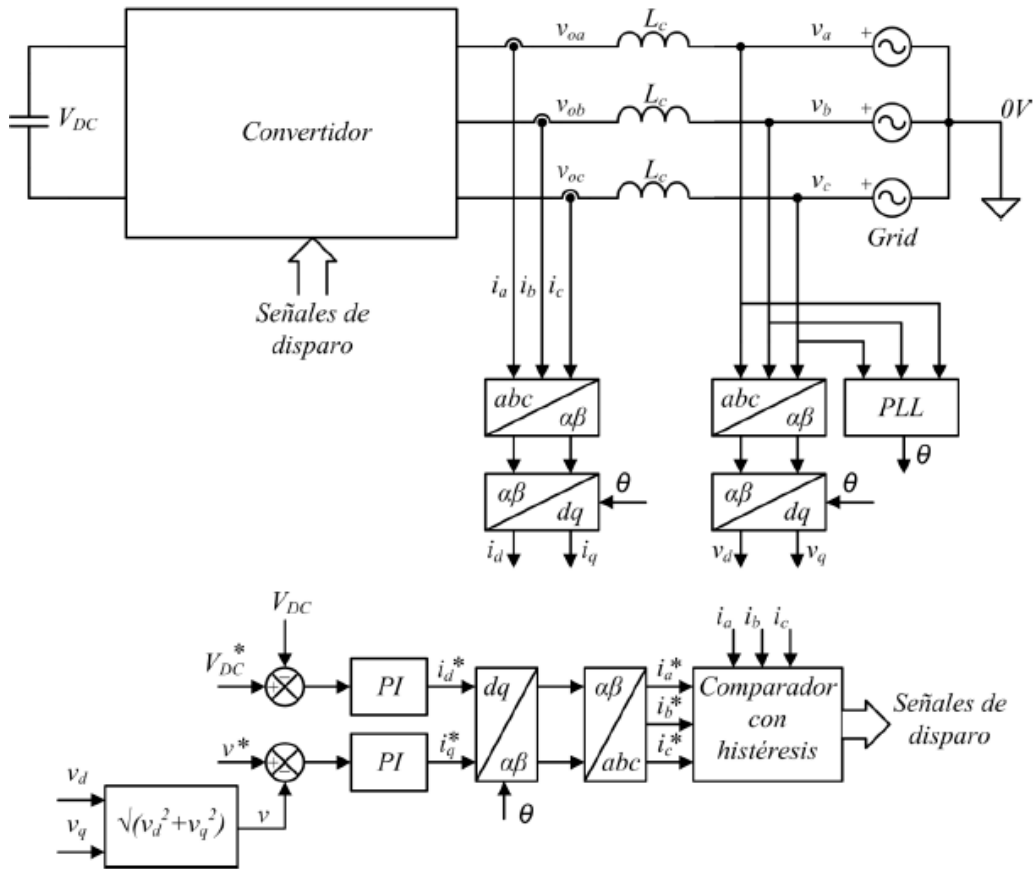 v_oa L_c v_a +
V_DC
Convertidor
v_ob L_c v_b + 0V
v_oc L_c v_c +
Grid
Señales de
disparo
i_a i_b i_c
abc
αβ
abc
αβ
PLL
θ
αβ
dq
θ
αβ
dq
θ
i_d i_q
v_d v_q
V_DC
V_DC*
+
−
PI
i_d*
dq
αβ
θ
αβ
abc
i_a*
i_b*
i_c*
i_a i_b i_c
Comparador
con
histéresis
Señales de
disparo
v*
+
−
PI
i_q*
v_d
v_q
√(v_d²+v_q²)
v